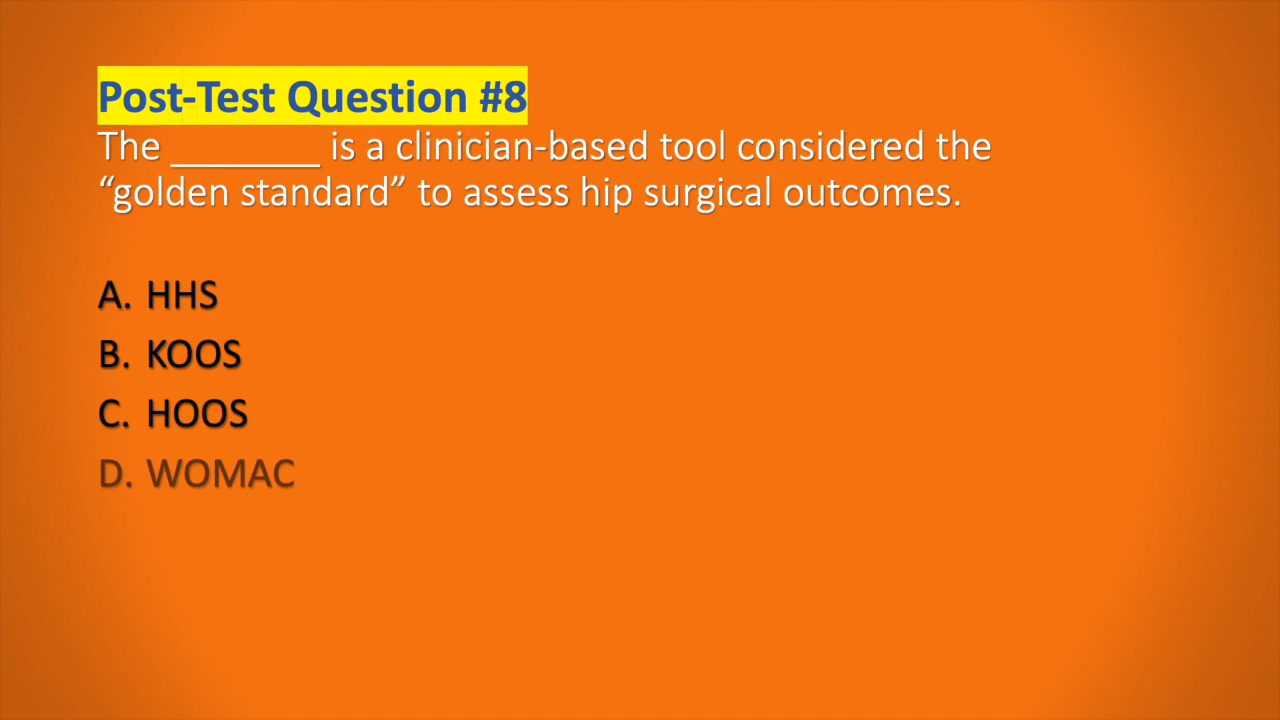 Post-Test Question #8
The _______ is a clinician-based tool considered the
“golden standard” to assess hip surgical outcomes.
A. HHS
B. KOOS
C. HOOS
D. WOMAC